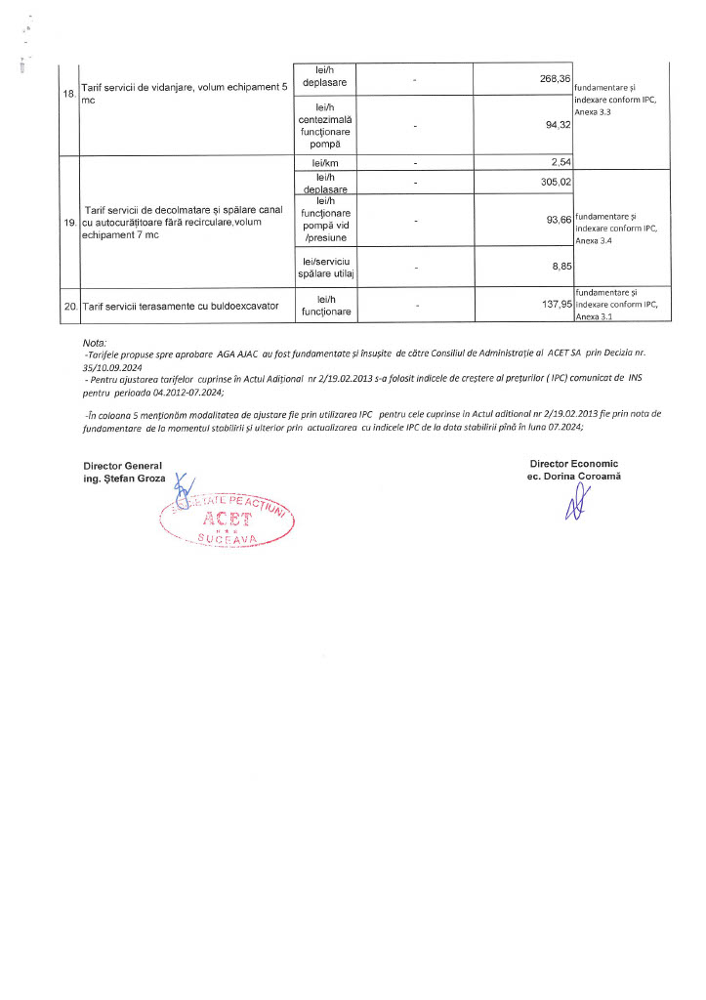 18. Tarif servicii de vidanjare, volum echipament 5
mc
lei/h
deplasare
-
268,36
lei/h
centezimală
funcționare
pompă
-
94,32
fundamentare și
indexare conform IPC,
Anexa 3.3
19. Tarif servicii de decolmatare și spălare canal
cu autocurățitoare fără recirculare,volum
echipament 7 mc
lei/km
-
2,54
lei/h
deplasare
-
305,02
lei/h
funcționare
pompă vid
/presiune
-
93,66
lei/serviciu
spălare utilaj
-
8,85
fundamentare și
indexare conform IPC,
Anexa 3.4
20. Tarif servicii terasamente cu buldoexcavator
lei/h
funcționare
-
137,95
fundamentare și
indexare conform IPC,
Anexa 3.1
Nota:
-Tarifele propuse spre aprobare AGA AJAC au fost fundamentate și însușite de către Consiliul de Administrație al ACET SA prin Decizia nr.
35/10.09.2024
- Pentru ajustarea tarifelor cuprinse în Actul Adițional nr 2/19.02.2013 s-a folosit indicele de creștere al prețurilor ( IPC) comunicat de INS
pentru perioada 04.2012-07.2024;
-În coloana 5 menționăm modalitatea de ajustare fie prin utilizarea IPC pentru cele cuprinse in Actul aditional nr 2/19.02.2013 fie prin nota de
fundamentare de la momentul stabilirii și ulterior prin actualizarea cu indicele IPC de la data stabilirii pînă în luna 07.2024;
Director General
ing. Ștefan Groza
Director Economic
ec. Dorina Coroamă
PE ACȚIUNI
ACET
SUCEAVA